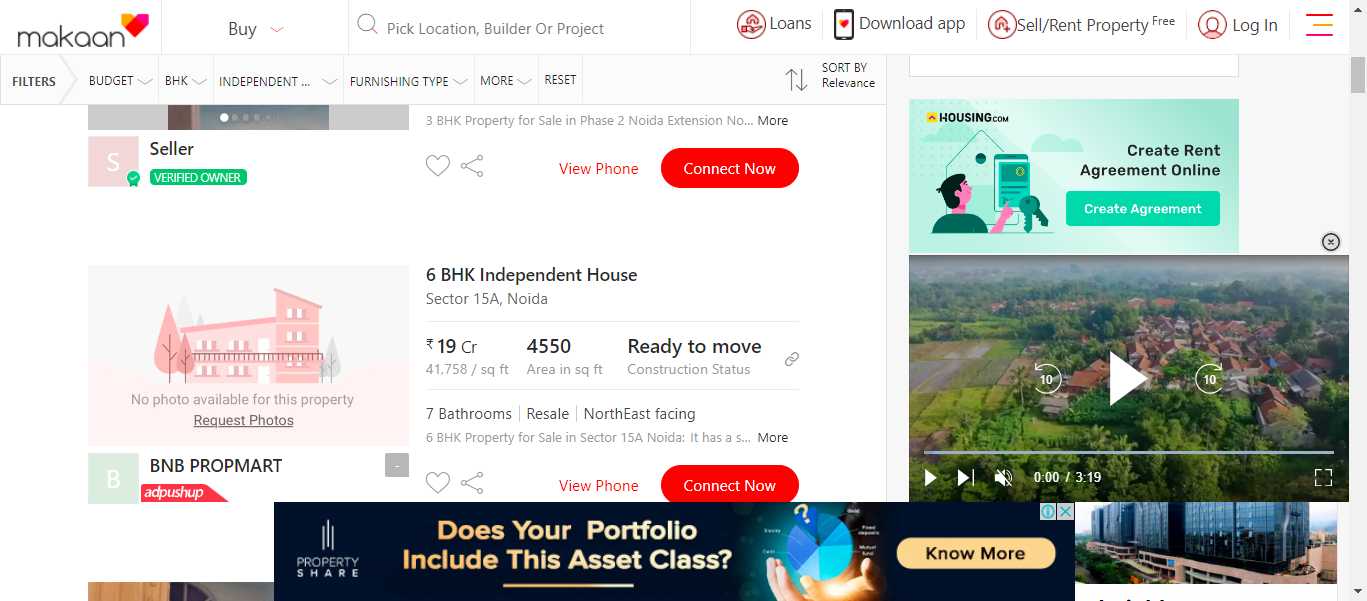 makaan
Buy
Pick Location, Builder Or Project
Loans
Download app
Sell/Rent Property Free
Log In
FILTERS
BUDGET
BHK
INDEPENDENT ...
FURNISHING TYPE
MORE
RESET
SORT BY
Relevance
3 BHK Property for Sale in Phase 2 Noida Extension No... More
S
Seller
VERIFIED OWNER
View Phone
Connect Now
HOUSING.COM
Create Rent
Agreement Online
Create Agreement
No photo available for this property
Request Photos
6 BHK Independent House
Sector 15A, Noida
₹ 19 Cr
41,758 / sq ft
4550
Area in sq ft
Ready to move
Construction Status
7 Bathrooms | Resale | NorthEast facing
6 BHK Property for Sale in Sector 15A Noida: It has a s... More
B
BNB PROPMART
-
adpushup
View Phone
Connect Now
10
10
0:00 / 3:19
PROPERTY
SHARE
Does Your Portfolio
Include This Asset Class?
Know More